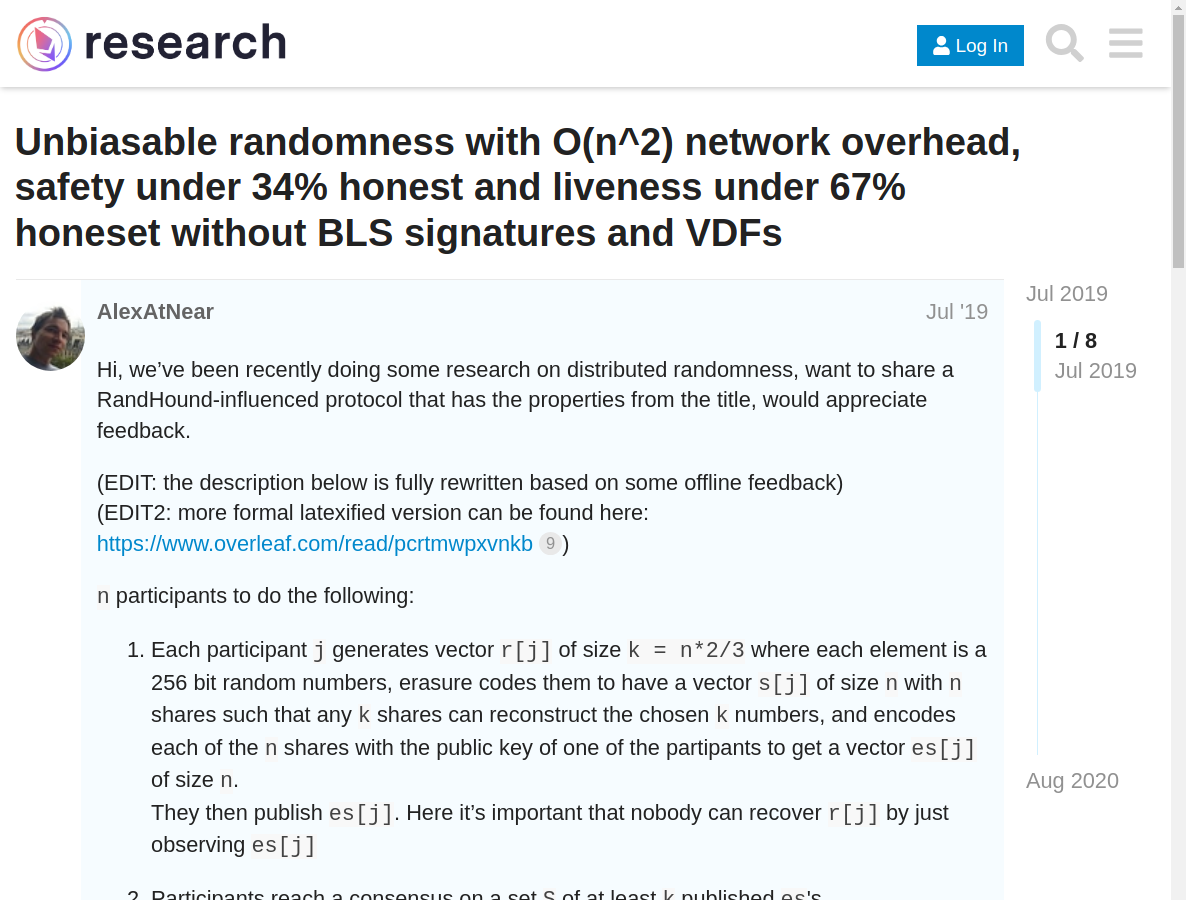 research
Log In
Unbiasable randomness with O(n^2) network overhead,
safety under 34% honest and liveness under 67%
honeset without BLS signatures and VDFs
AlexAtNear
Jul '19
Jul 2019
1 / 8
Jul 2019
Hi, we’ve been recently doing some research on distributed randomness, want to share a
RandHound-influenced protocol that has the properties from the title, would appreciate
feedback.
(EDIT: the description below is fully rewritten based on some offline feedback)
(EDIT2: more formal latexified version can be found here:
https://www.overleaf.com/read/pcrtmwpxvnkb 9 )
n participants to do the following:
1. Each participant j generates vector r[j] of size k = n*2/3 where each element is a
256 bit random numbers, erasure codes them to have a vector s[j] of size n with n
shares such that any k shares can reconstruct the chosen k numbers, and encodes
each of the n shares with the public key of one of the partipants to get a vector es[j]
of size n.
They then publish es[j]. Here it’s important that nobody can recover r[j] by just
observing es[j]
Aug 2020
2. Participants reach a consensus on a set S of at least k published es's